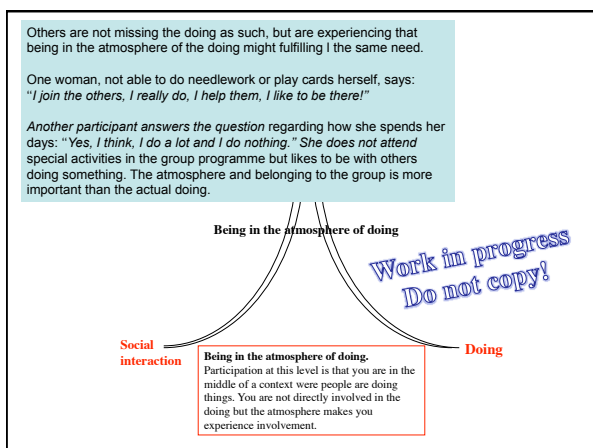 Others are not missing the doing as such, but are experiencing that
being in the atmosphere of the doing might fulfilling I the same need.
One woman, not able to do needlework or play cards herself, says:
“I join the others, I really do, I help them, I like to be there!”
Another participant answers the question regarding how she spends her
days: “Yes, I think, I do a lot and I do nothing.” She does not attend
special activities in the group programme but likes to be with others
doing something. The atmosphere and belonging to the group is more
important than the actual doing.
Being in the atmosphere of doing
Work in progress
Do not copy!
Social
interaction
Doing
Being in the atmosphere of doing.
Participation at this level is that you are in the
middle of a context were people are doing
things. You are not directly involved in the
doing but the atmosphere makes you
experience involvement.